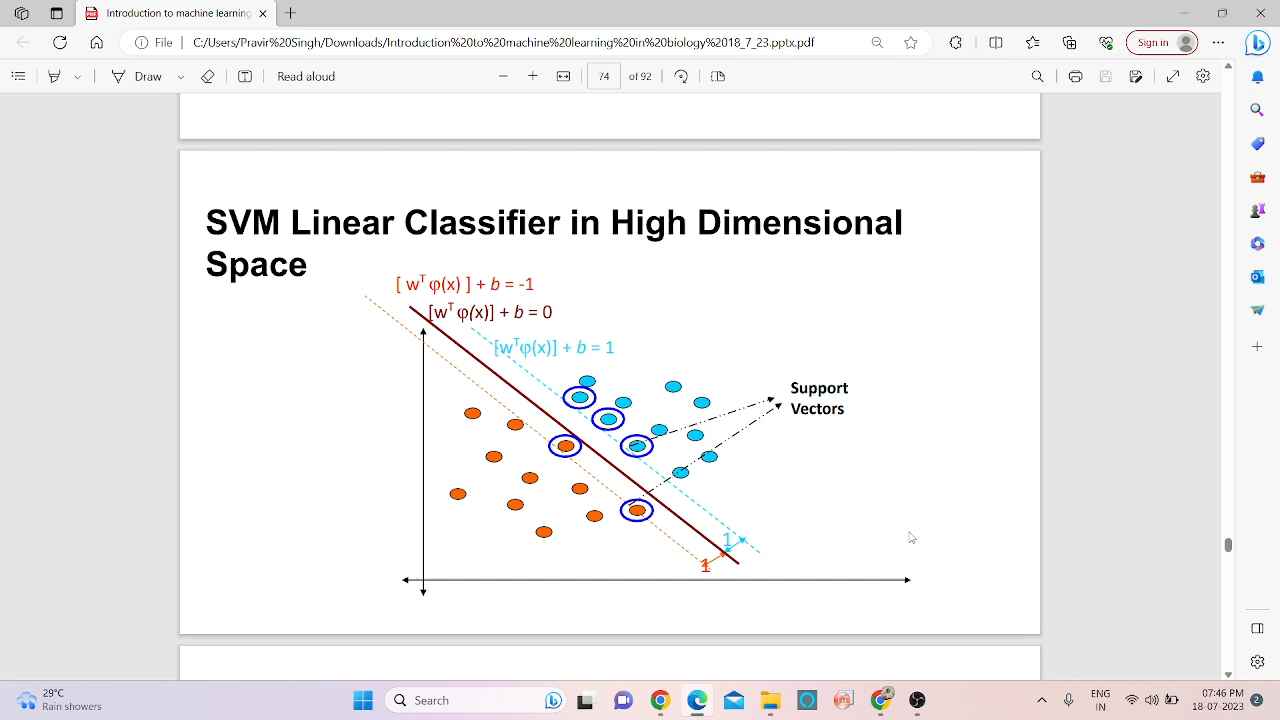 Introduction to machine learning
File
C:/Users/Pravir%20Singh/Downloads/Introduction%20to%20machine%20learning%20in%20biology%2018_7_23.pptx.pdf
Sign in
Draw
Read aloud
74
of 92
SVM Linear Classifier in High Dimensional
Space
[ wᵀ φ(x) ] + b = -1
[wᵀ φ(x)] + b = 0
[wᵀφ(x)] + b = 1
Support
Vectors
1
1
29°C
Rain showers
Search
ENG
IN
07:46 PM
18-07-2023
2